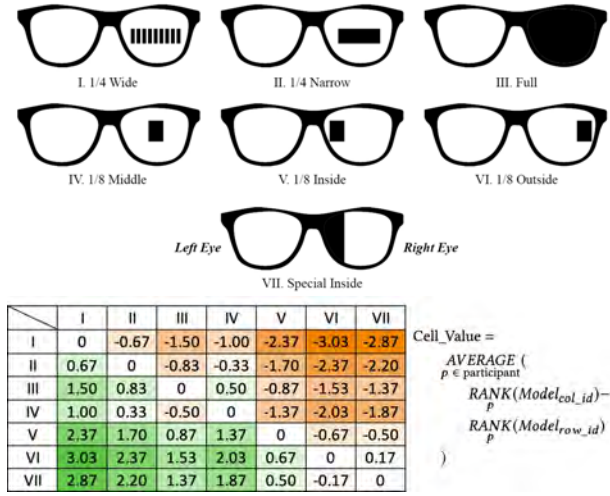 I. 1/4 Wide
II. 1/4 Narrow
III. Full
IV. 1/8 Middle
V. 1/8 Inside
VI. 1/8 Outside
Left Eye
Right Eye
VII. Special Inside
I II III IV V VI VII
I 0 -0.67 -1.50 -1.00 -2.37 -3.03 -2.87
II 0.67 0 -0.83 -0.33 -1.70 -2.37 -2.20
III 1.50 0.83 0 0.50 -0.87 -1.53 -1.37
IV 1.00 0.33 -0.50 0 -1.37 -2.03 -1.87
V 2.37 1.70 0.87 1.37 0 -0.67 -0.50
VI 3.03 2.37 1.53 2.03 0.67 0 0.17
VII 2.87 2.20 1.37 1.87 0.50 -0.17 0
Cell_Value =
AVERAGE (
p ∈ participant
RANK(Model_col_id)−
p
RANK(Model_row_id)
p
)